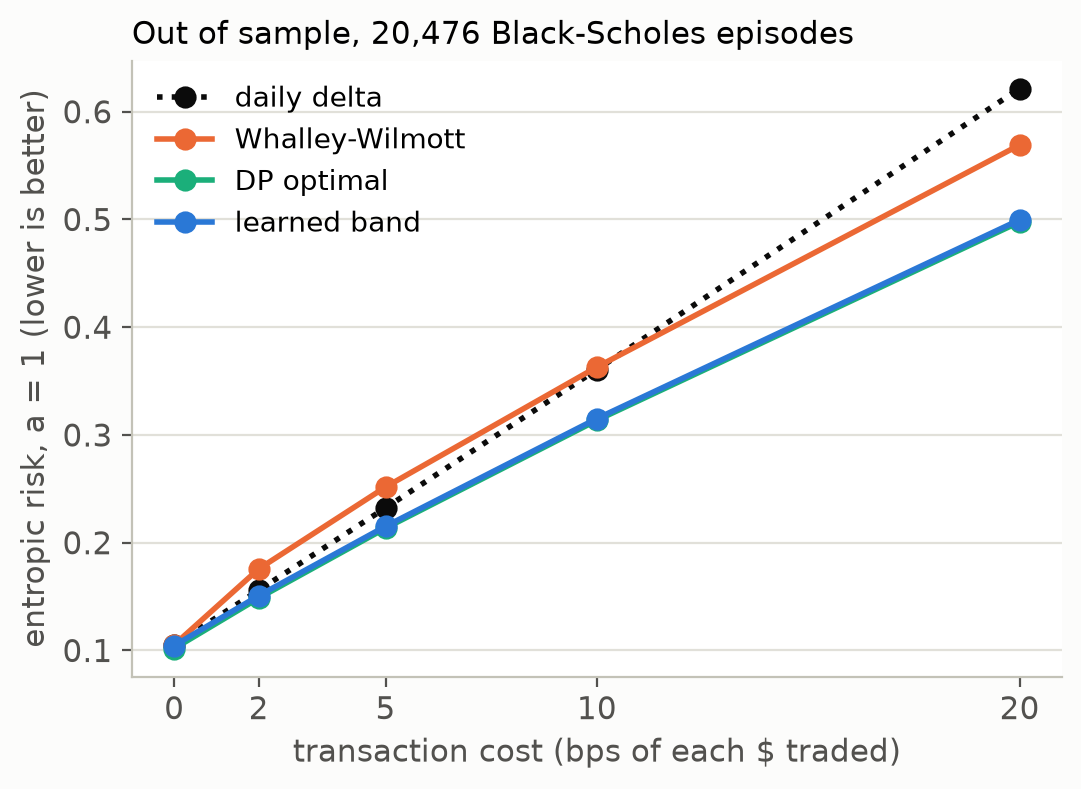 Out of sample, 20,476 Black-Scholes episodes
daily delta
Whalley-Wilmott
DP optimal
learned band
entropic risk, a = 1 (lower is better)
0.6
0.5
0.4
0.3
0.2
0.1
0 2 5 10 20
transaction cost (bps of each $ traded)